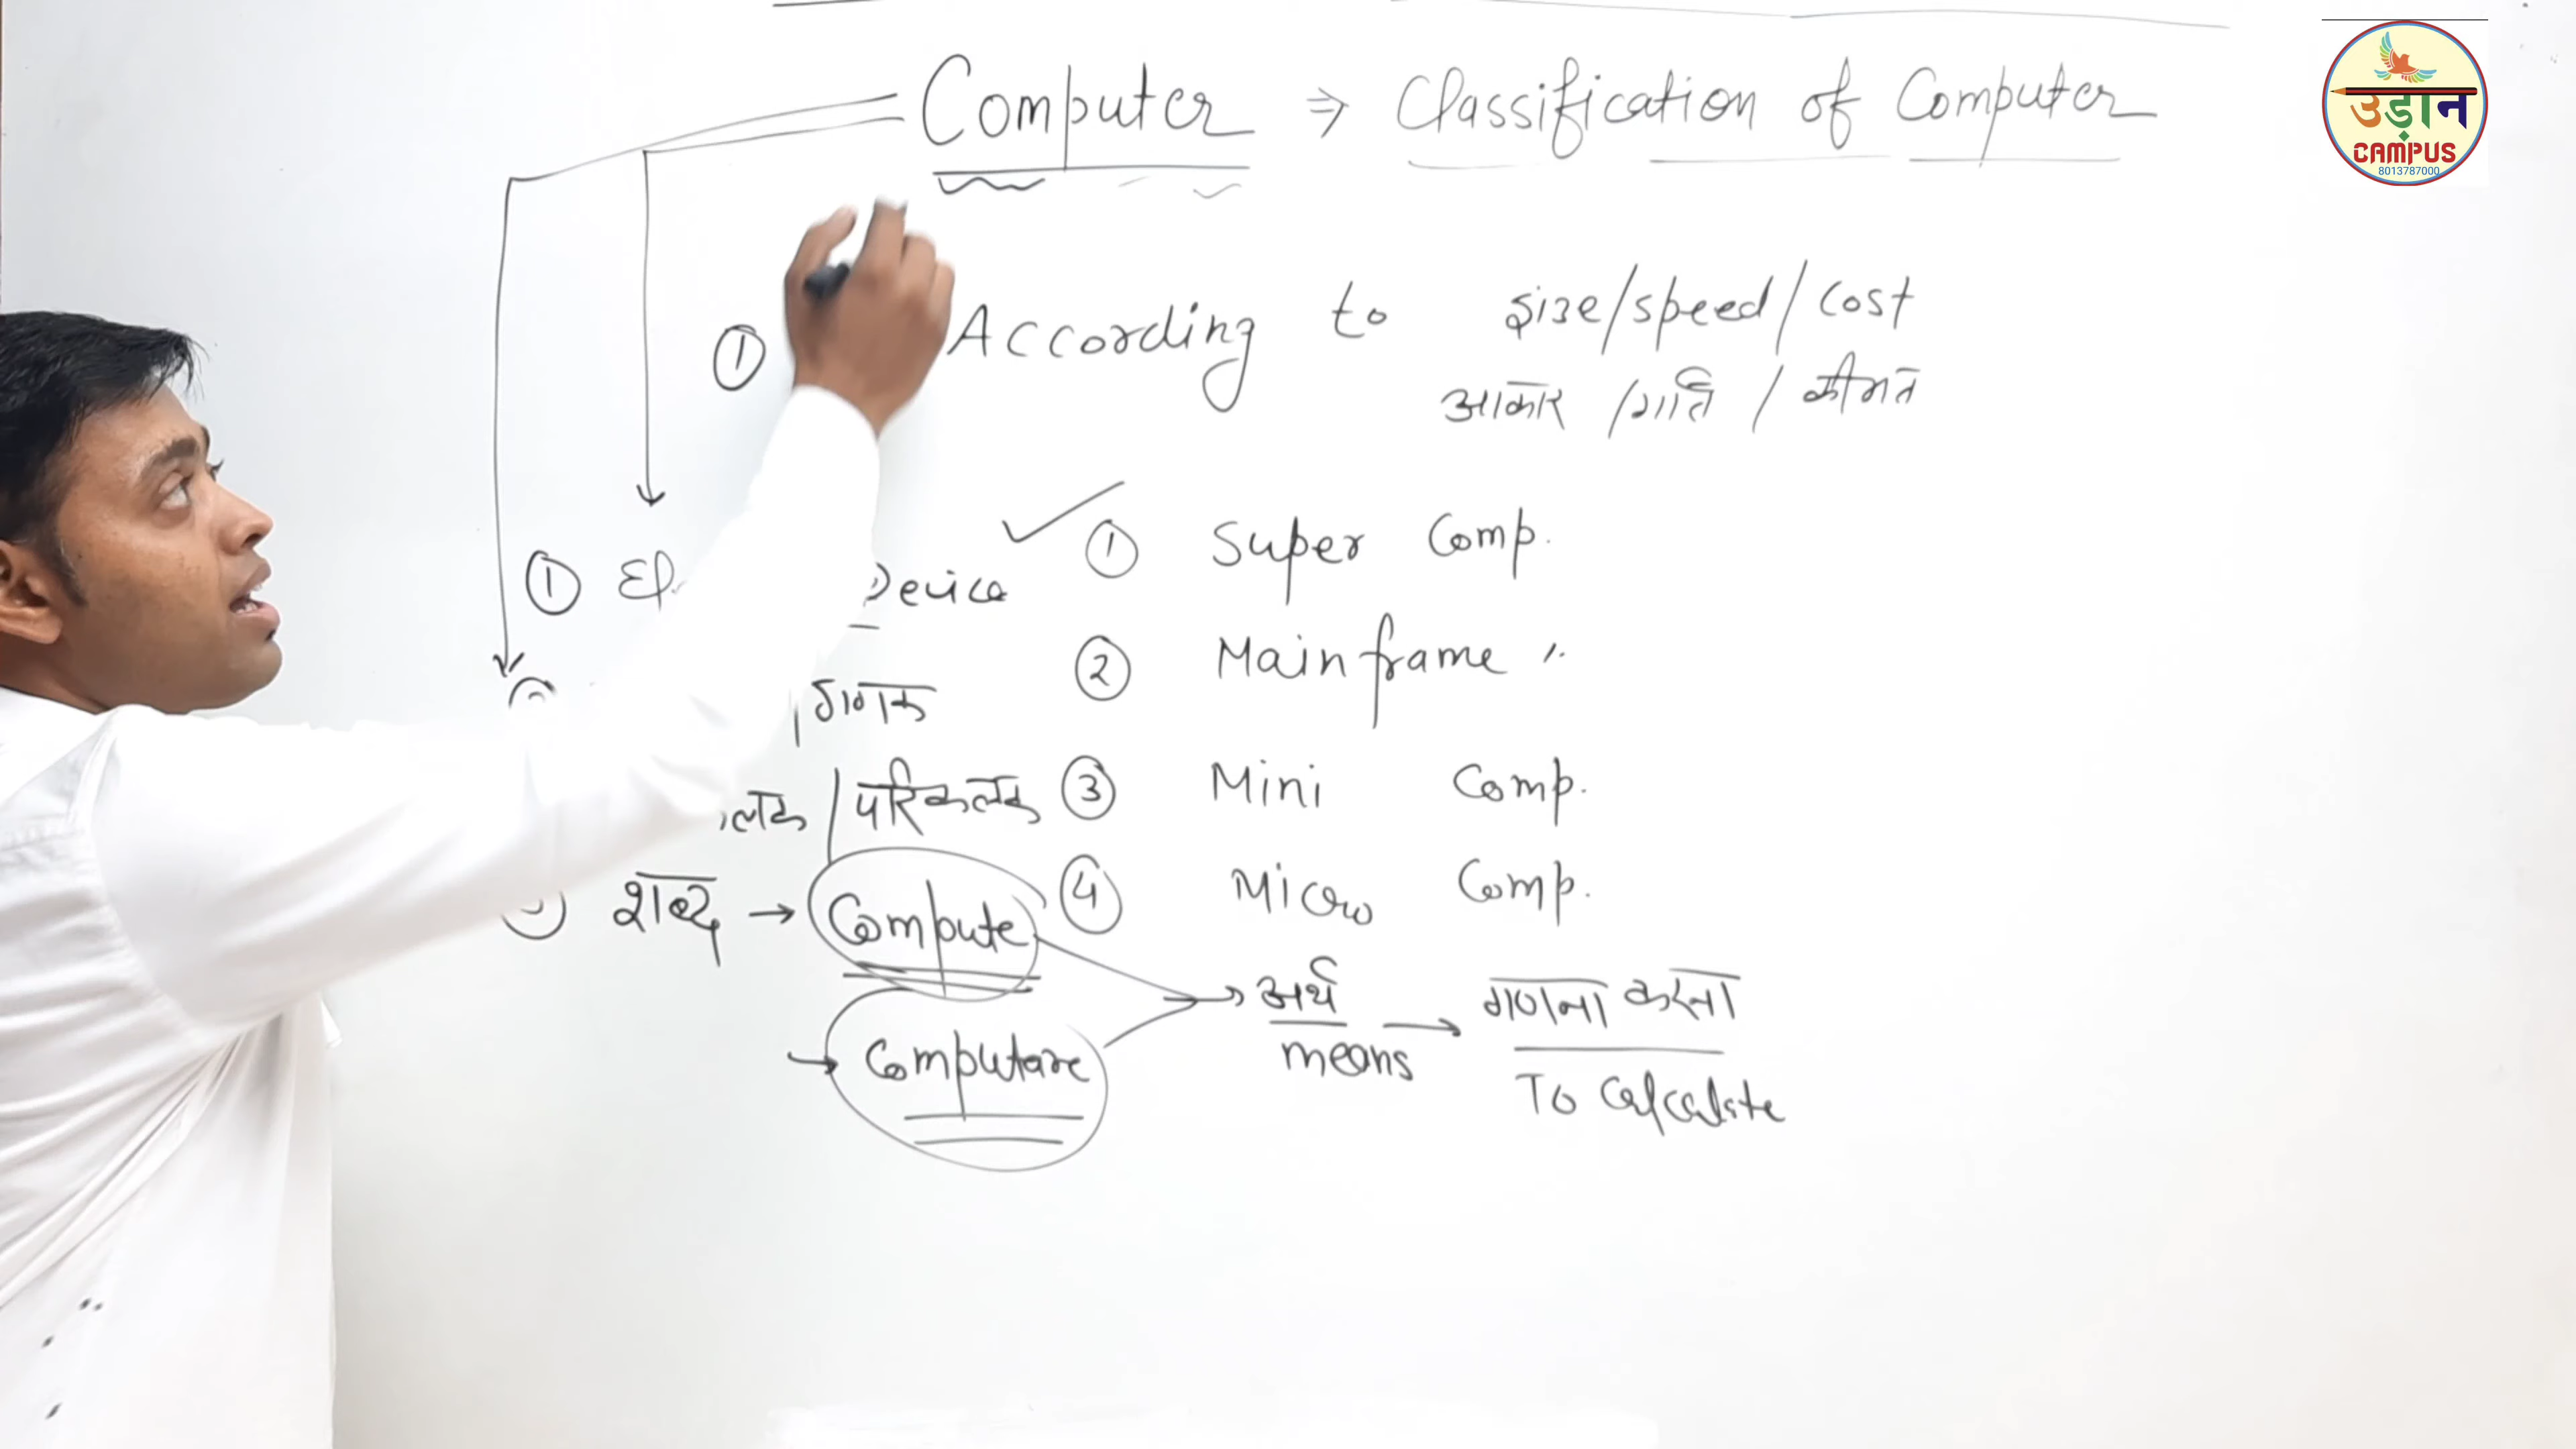 Computer ⇒ Classification of Computer
उड़ान
CAMPUS
8013787000
① According to size/speed/cost
आकार/गति/कीमत
① Device
① Super Comp.
② Mainframe ".
गणक
③ Mini Comp.
/परिकलक
④ Micro Comp.
शब्द → Compute
→ अर्थ → गणना करना
means To Calculate
→ Computare